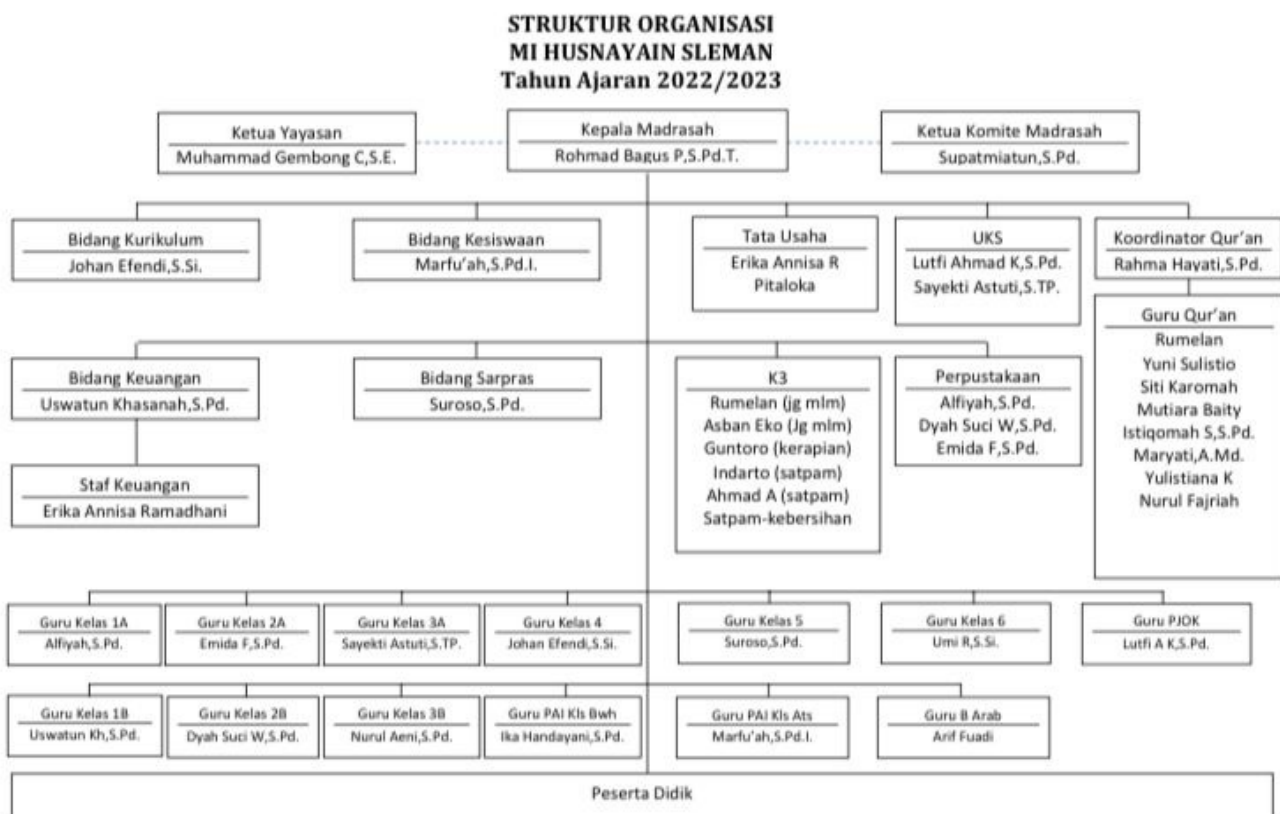 STRUKTUR ORGANISASI
MI HUSNAYAIN SLEMAN
Tahun Ajaran 2022/2023
Ketua Yayasan
Muhammad Gembong C,S.E.
Kepala Madrasah
Rohmad Bagus P,S.Pd.T.
Ketua Komite Madrasah
Supatmiatun,S.Pd.
Bidang Kurikulum
Johan Efendi,S.Si.
Bidang Kesiswaan
Marfu'ah,S.Pd.I.
Tata Usaha
Erika Annisa R
Pitaloka
UKS
Lutfi Ahmad K,S.Pd.
Sayekti Astuti,S.TP.
Koordinator Qur'an
Rahma Hayati,S.Pd.
Guru Qur'an
Rumelan
Yuni Sulistio
Siti Karomah
Mutiara Baity
Istiqomah S,S.Pd.
Maryati,A.Md.
Yulistiana K
Nurul Fajriah
Bidang Keuangan
Uswatun Khasanah,S.Pd.
Bidang Sarpras
Suroso,S.Pd.
K3
Rumelan (jg mlm)
Asban Eko (Jg mlm)
Guntoro (kerapian)
Indarto (satpam)
Ahmad A (satpam)
Satpam-kebersihan
Perpustakaan
Alfiyah,S.Pd.
Dyah Suci W,S.Pd.
Emida F,S.Pd.
Staf Keuangan
Erika Annisa Ramadhani
Guru Kelas 1A
Alfiyah,S.Pd.
Guru Kelas 2A
Emida F,S.Pd.
Guru Kelas 3A
Sayekti Astuti,S.TP.
Guru Kelas 4
Johan Efendi,S.Si.
Guru Kelas 5
Suroso,S.Pd.
Guru Kelas 6
Umi R,S.Si.
Guru PJOK
Lutfi A K,S.Pd.
Guru Kelas 1B
Uswatun Kh,S.Pd.
Guru Kelas 2B
Dyah Suci W,S.Pd.
Guru Kelas 3B
Nurul Aeni,S.Pd.
Guru PAI Kls Bwh
Ika Handayani,S.Pd.
Guru PAI Kls Ats
Marfu'ah,S.Pd.I.
Guru B Arab
Arif Fuadi
Peserta Didik